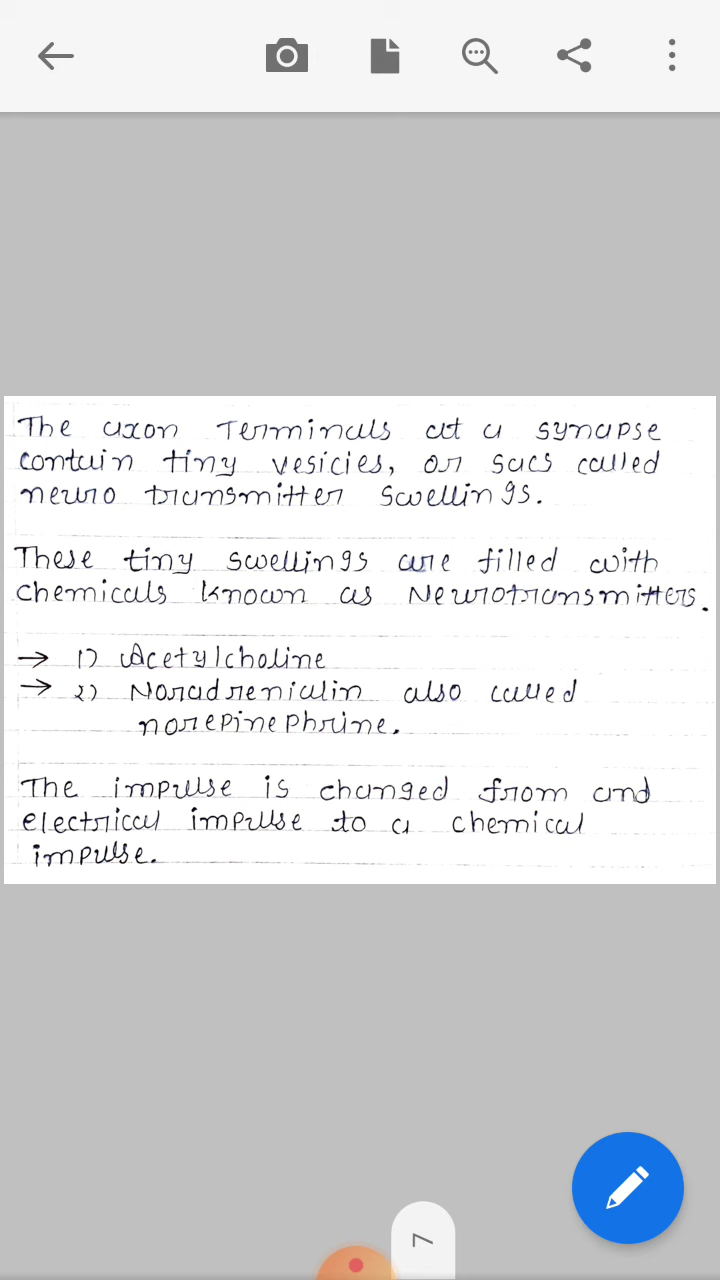 The axon Terminals at a synapse
contain tiny vesicies, or sacs called
neuro transmitter swellings.
These tiny swellings are filled with
chemicals known as Neurotransmitters.
→ 1) Acetylcholine
→ 2) Noradrenialin also called
norepinephrine.
The impulse is changed from and
electrical impulse to a chemical
impulse.
7